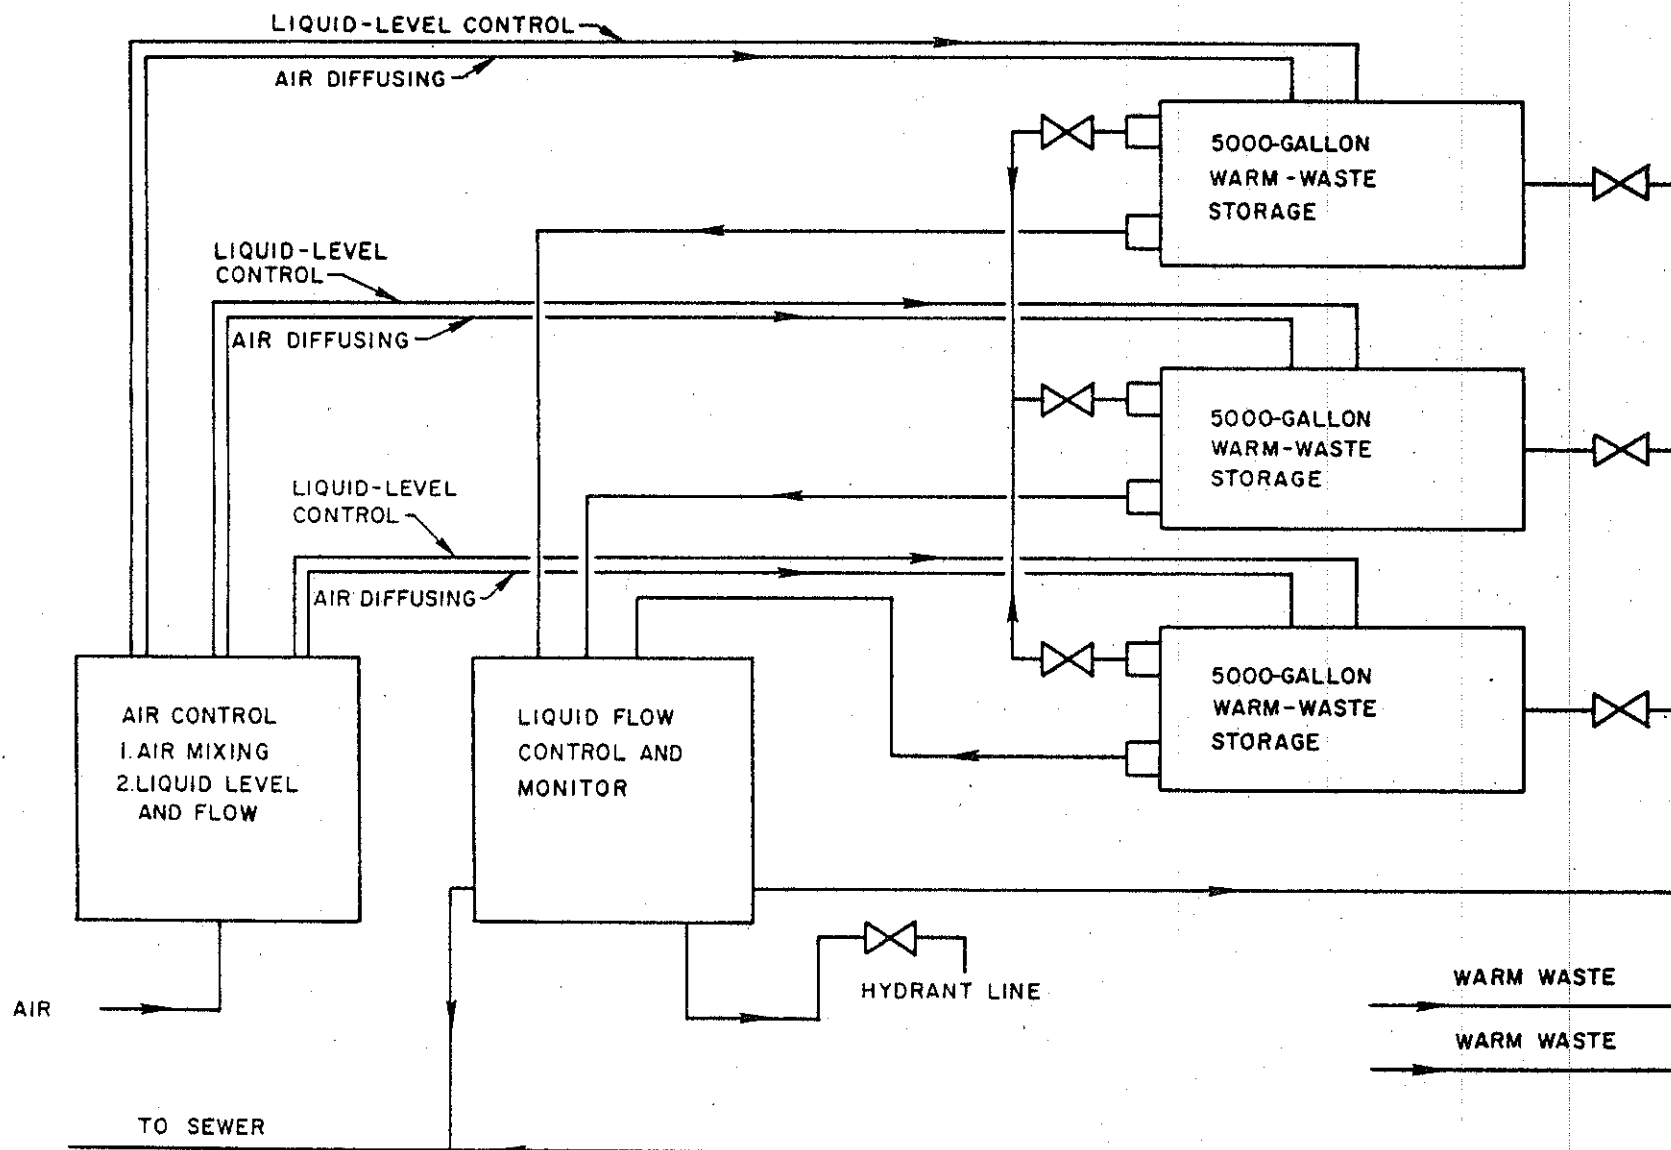 LIQUID-LEVEL CONTROL
AIR DIFFUSING
5000-GALLON
WARM-WASTE
STORAGE
LIQUID-LEVEL
CONTROL
AIR DIFFUSING
5000-GALLON
WARM-WASTE
STORAGE
LIQUID-LEVEL
CONTROL
AIR DIFFUSING
5000-GALLON
WARM-WASTE
STORAGE
AIR CONTROL
1. AIR MIXING
2. LIQUID LEVEL
AND FLOW
LIQUID FLOW
CONTROL AND
MONITOR
HYDRANT LINE
AIR
WARM WASTE
WARM WASTE
TO SEWER